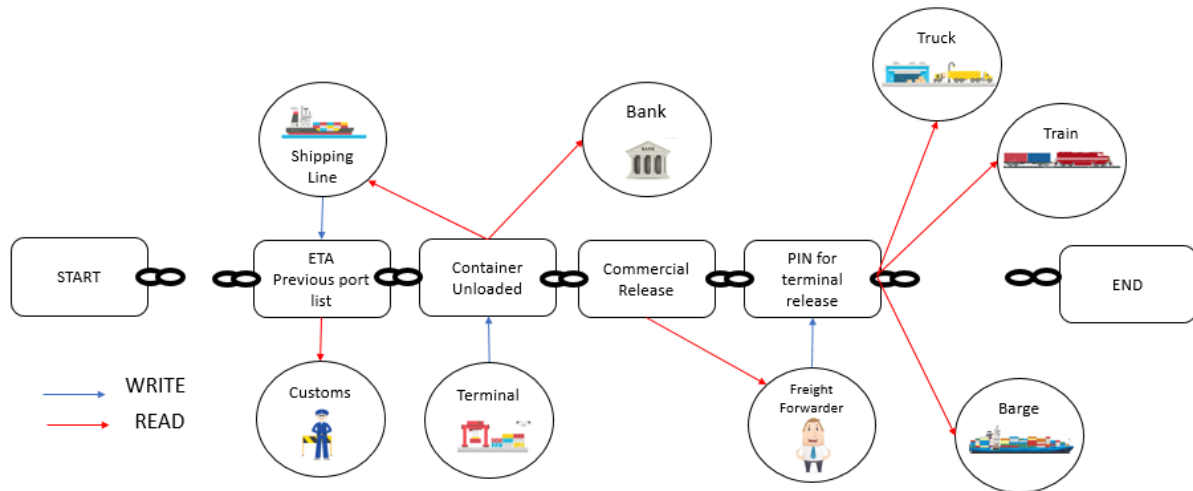 Truck
Bank
Train
Shipping
Line
START
ETA
Previous port
list
Container
Unloaded
Commercial
Release
PIN for
terminal
release
END
WRITE
READ
Customs
Terminal
Freight
Forwarder
Barge
BANK